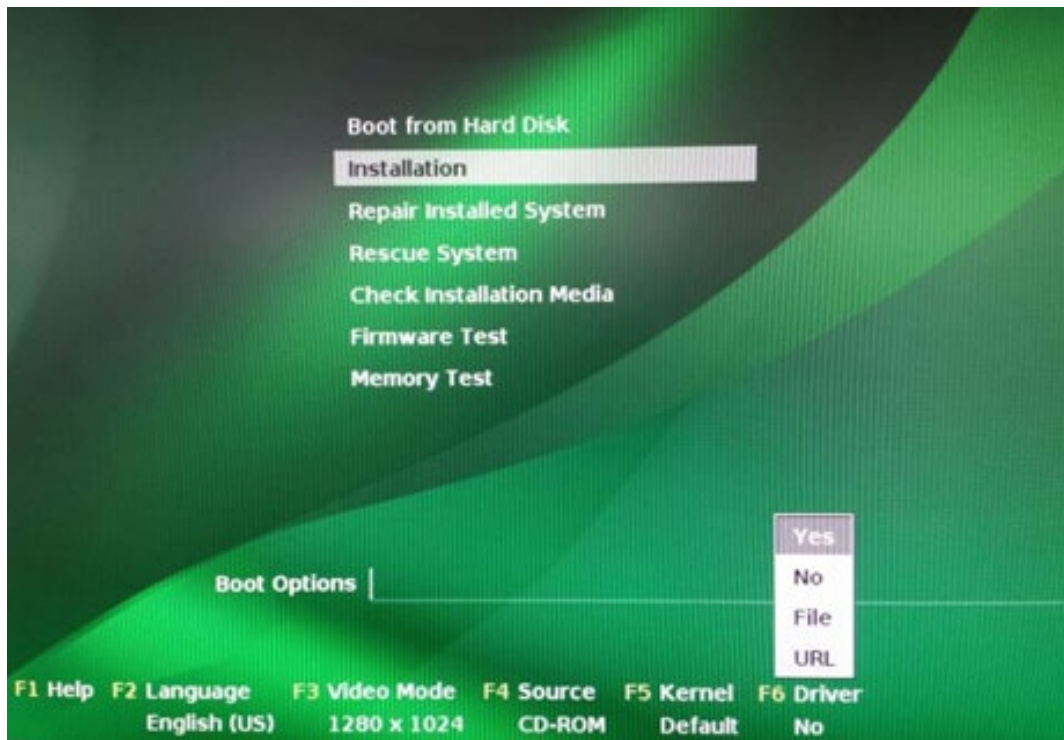 Boot from Hard Disk
Installation
Repair Installed System
Rescue System
Check Installation Media
Firmware Test
Memory Test
Yes
No
File
URL
Boot Options
F1 Help F2 Language F3 Video Mode F4 Source F5 Kernel F6 Driver
English (US) 1280 x 1024 CD-ROM Default No